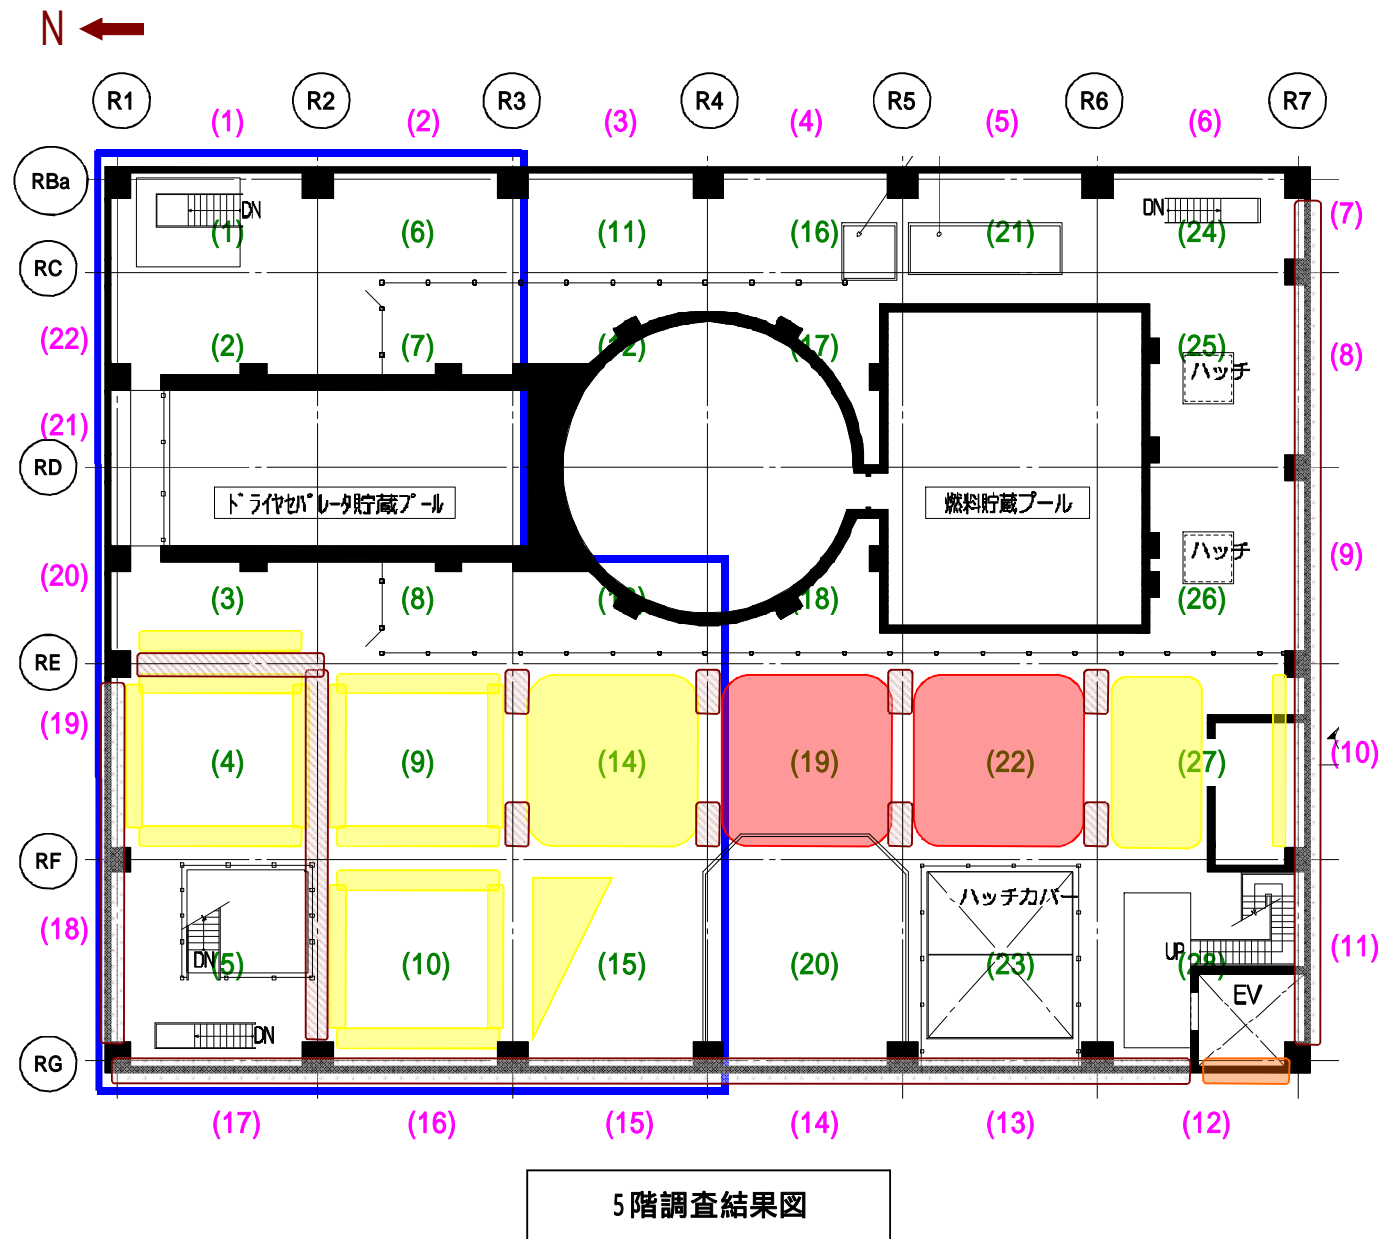 N
R1 R2 R3 R4 R5 R6 R7
(1) (2) (3) (4) (5) (6)
RBa
DN DN
(7)
(1) (6) (11) (16) (21) (24)
RC
(22) (2) (7) (12) (17) (25) (8)
ハッチ
(21)
RD
ドライヤセパレータ貯蔵プール 燃料貯蔵プール
ハッチ
(9)
(20) (3) (8) (13) (18) (26)
RE
(19) (4) (9) (14) (19) (22) (27) (10)
RF
ハッチカバー
(18) DN (5) (10) (15) (20) (23) UP (28) (11)
EV
DN
RG
(17) (16) (15) (14) (13) (12)
5階調査結果図